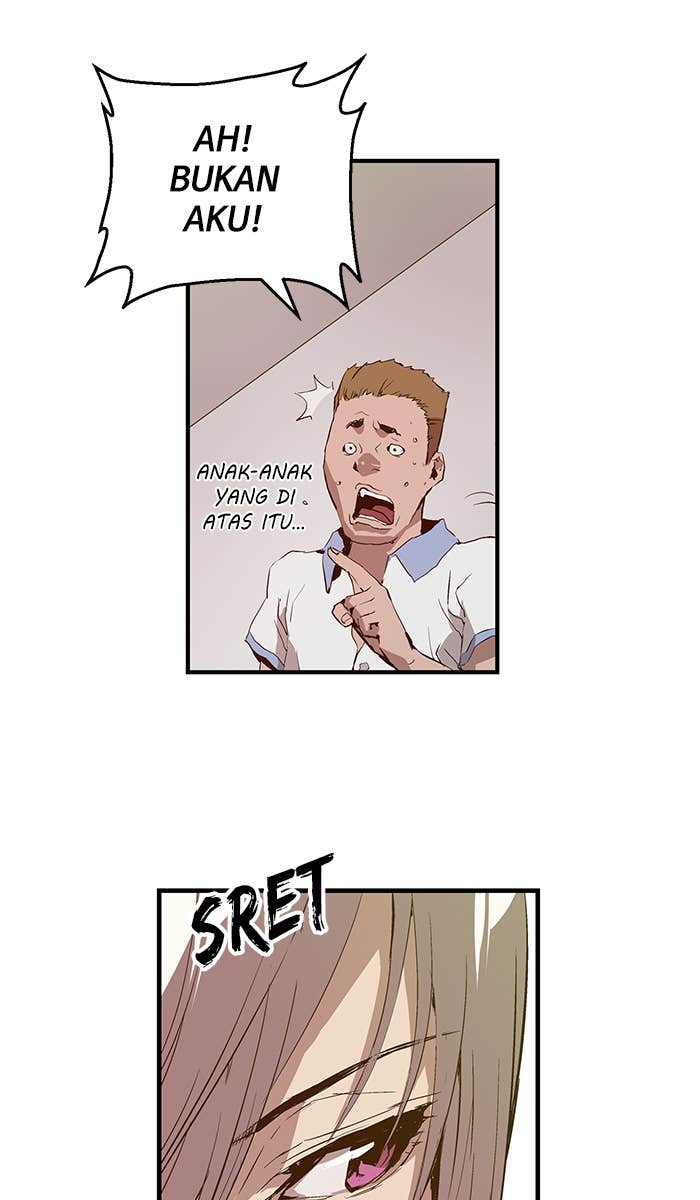 AH!
BUKAN
AKU!
ANAK-ANAK
YANG DI
ATAS ITU...
SRET